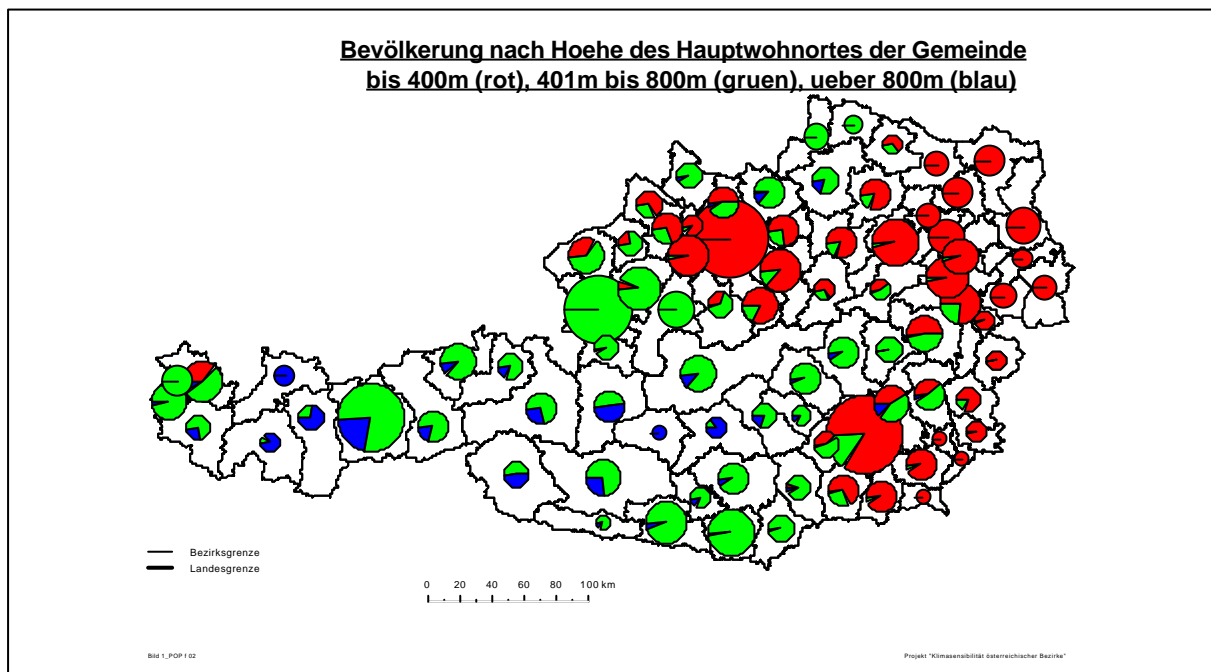 Bevölkerung nach Hoehe des Hauptwohnortes der Gemeinde
bis 400m (rot), 401m bis 800m (gruen), ueber 800m (blau)
Bezirksgrenze
Landesgrenze
0 20 40 60 80 100 km
Bild 1_POP f 02
Projekt "Klimasensibilität österreichischer Bezirke"